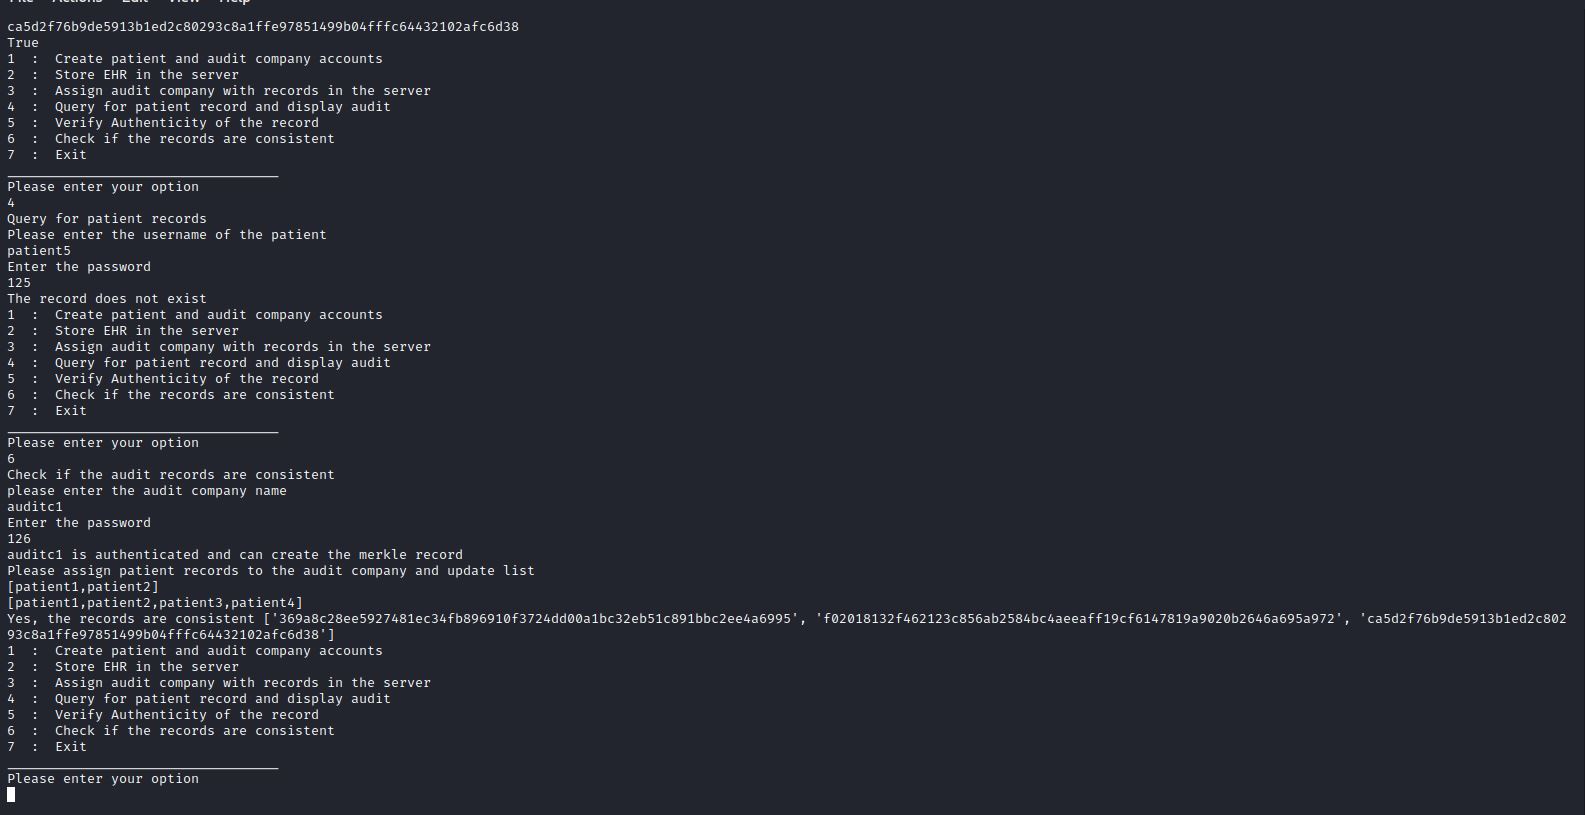 File Actions Edit View Help
ca5d2f76b9de5913b1ed2c80293c8a1ffe97851499b04fffc64432102afc6d38
True
1  :  Create patient and audit company accounts
2  :  Store EHR in the server
3  :  Assign audit company with records in the server
4  :  Query for patient record and display audit
5  :  Verify Authenticity of the record
6  :  Check if the records are consistent
7  :  Exit
__________________________________
Please enter your option
4
Query for patient records
Please enter the username of the patient
patient5
Enter the password
125
The record does not exist
1  :  Create patient and audit company accounts
2  :  Store EHR in the server
3  :  Assign audit company with records in the server
4  :  Query for patient record and display audit
5  :  Verify Authenticity of the record
6  :  Check if the records are consistent
7  :  Exit
__________________________________
Please enter your option
6
Check if the audit records are consistent
please enter the audit company name
auditc1
Enter the password
126
auditc1 is authenticated and can create the merkle record
Please assign patient records to the audit company and update list
[patient1,patient2]
[patient1,patient2,patient3,patient4]
Yes, the records are consistent ['369a8c28ee5927481ec34fb896910f3724dd00a1bc32eb51c891bbc2ee4a6995', 'f02018132f462123c856ab2584bc4aeeaff19cf6147819a9020b2646a695a972', 'ca5d2f76b9de5913b1ed2c802
93c8a1ffe97851499b04fffc64432102afc6d38']
1  :  Create patient and audit company accounts
2  :  Store EHR in the server
3  :  Assign audit company with records in the server
4  :  Query for patient record and display audit
5  :  Verify Authenticity of the record
6  :  Check if the records are consistent
7  :  Exit
__________________________________
Please enter your option